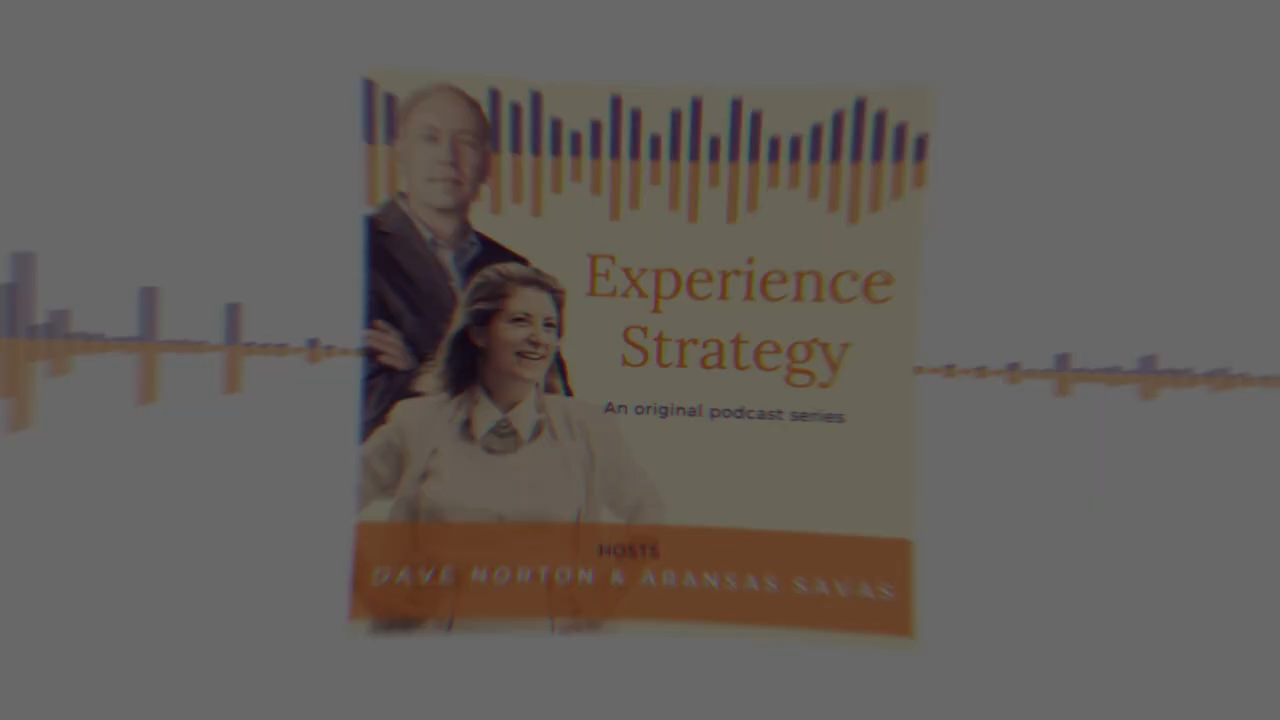 Experience
Strategy
An original podcast series
HOSTS
DAVE NORTON & ARANSAS SAVAS